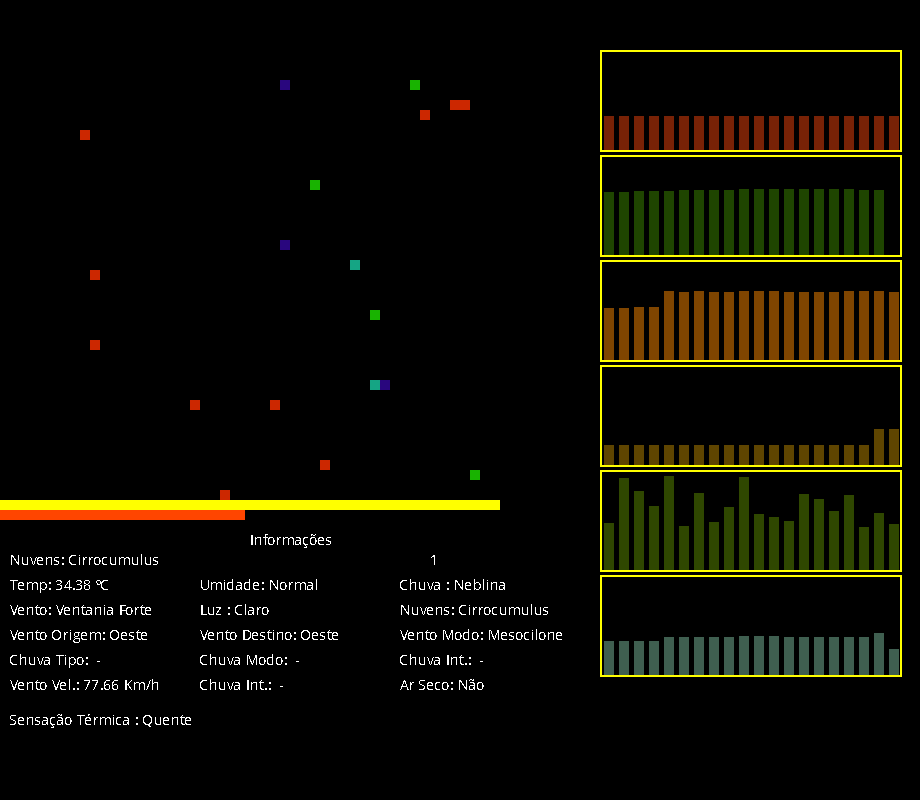 Informações
Nuvens: Cirrocumulus 1
Temp: 34.38 ºC Umidade: Normal Chuva : Neblina
Vento: Ventania Forte Luz : Claro Nuvens: Cirrocumulus
Vento Origem: Oeste Vento Destino: Oeste Vento Modo: Mesocilone
Chuva Tipo: - Chuva Modo: - Chuva Int.: -
Vento Vel.: 77.66 Km/h Chuva Int.: - Ar Seco: Não
Sensação Térmica : Quente